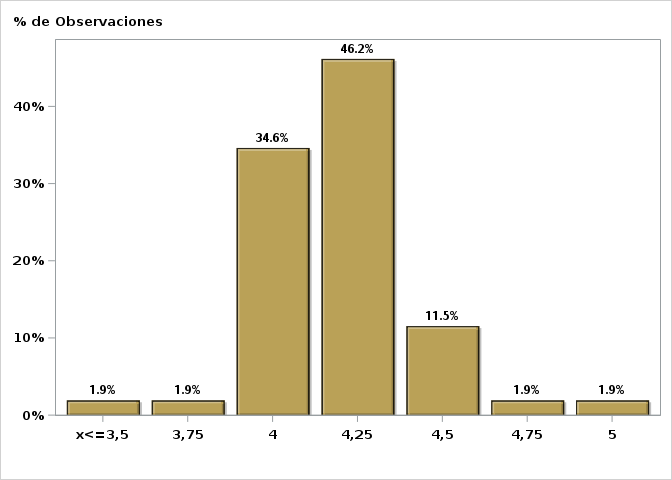 % de Observaciones
46.2%
34.6%
11.5%
1.9% 1.9% 1.9% 1.9%
40%
30%
20%
10%
0%
x<=3,5 3,75 4 4,25 4,5 4,75 5